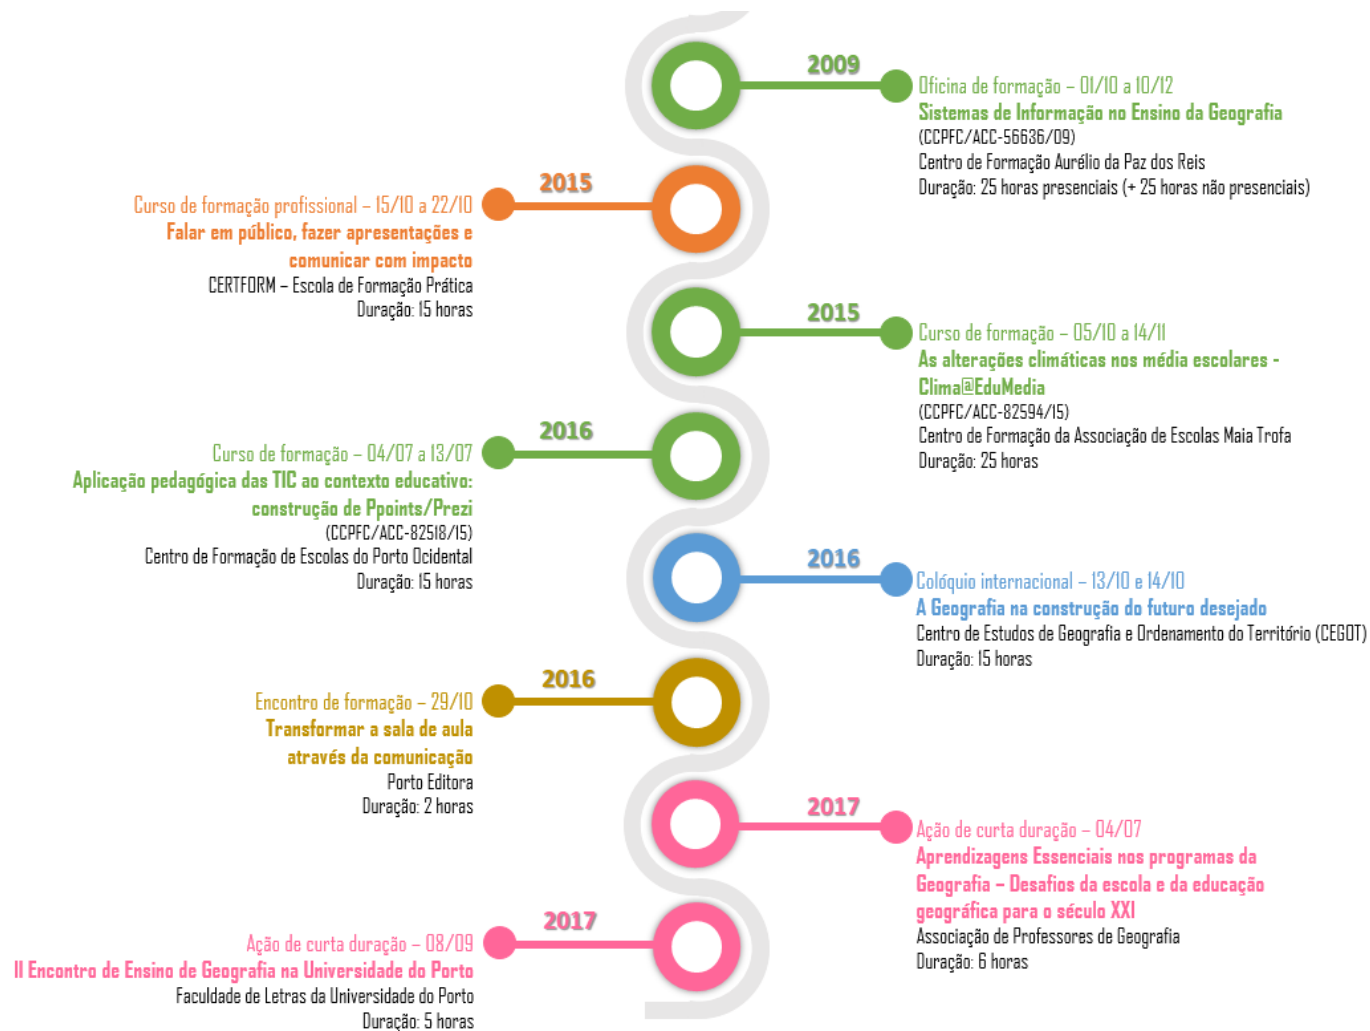 2009
Oficina de formação – 01/10 a 10/12
Sistemas de Informação no Ensino da Geografia
(CCPFC/ACC-56636/09)
Centro de Formação Aurélio da Paz dos Reis
Duração: 25 horas presenciais (+ 25 horas não presenciais)
2015
Curso de formação profissional – 15/10 a 22/10
Falar em público, fazer apresentações e
comunicar com impacto
CERTFORM – Escola de Formação Prática
Duração: 15 horas
2015
Curso de formação – 05/10 a 14/11
As alterações climáticas nos média escolares -
Clima@EduMedia
(CCPFC/ACC-82594/15)
Centro de Formação da Associação de Escolas Maia Trofa
Duração: 25 horas
2016
Curso de formação – 04/07 a 13/07
Aplicação pedagógica das TIC ao contexto educativo:
construção de Ppoints/Prezi
(CCPFC/ACC-82518/15)
Centro de Formação de Escolas do Porto Ocidental
Duração: 15 horas
2016
Colóquio internacional – 13/10 e 14/10
A Geografia na construção do futuro desejado
Centro de Estudos de Geografia e Ordenamento do Território (CEGOT)
Duração: 15 horas
2016
Encontro de formação – 29/10
Transformar a sala de aula
através da comunicação
Porto Editora
Duração: 2 horas
2017
Ação de curta duração – 04/07
Aprendizagens Essenciais nos programas da
Geografia – Desafios da escola e da educação
geográfica para o século XXI
Associação de Professores de Geografia
Duração: 6 horas
2017
Ação de curta duração – 08/09
II Encontro de Ensino de Geografia na Universidade do Porto
Faculdade de Letras da Universidade do Porto
Duração: 5 horas